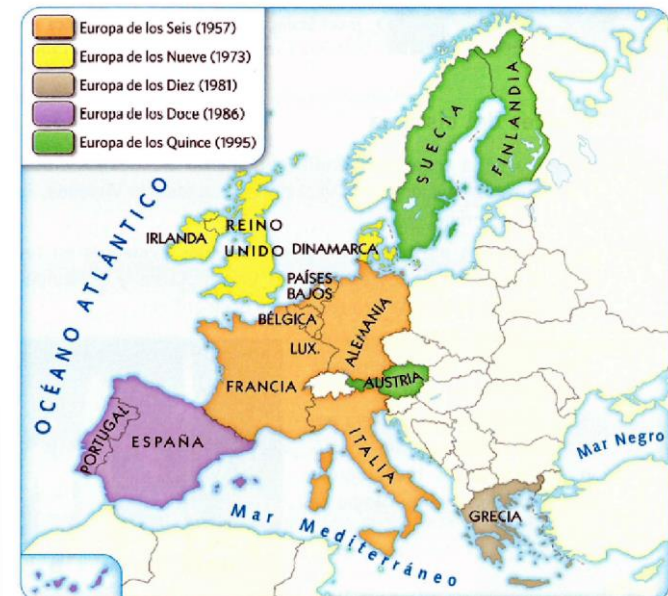 Europa de los Seis (1957)
Europa de los Nueve (1973)
Europa de los Diez (1981)
Europa de los Doce (1986)
Europa de los Quince (1995)
OCÉANO ATLÁNTICO
SUECIA
FINLANDIA
IRLANDA
REINO
UNIDO
DINAMARCA
PAÍSES
BAJOS
BÉLGICA
LUX.
ALEMANIA
FRANCIA
AUSTRIA
PORTUGAL
ESPAÑA
ITALIA
Mar Negro
GRECIA
Mar Mediterráneo